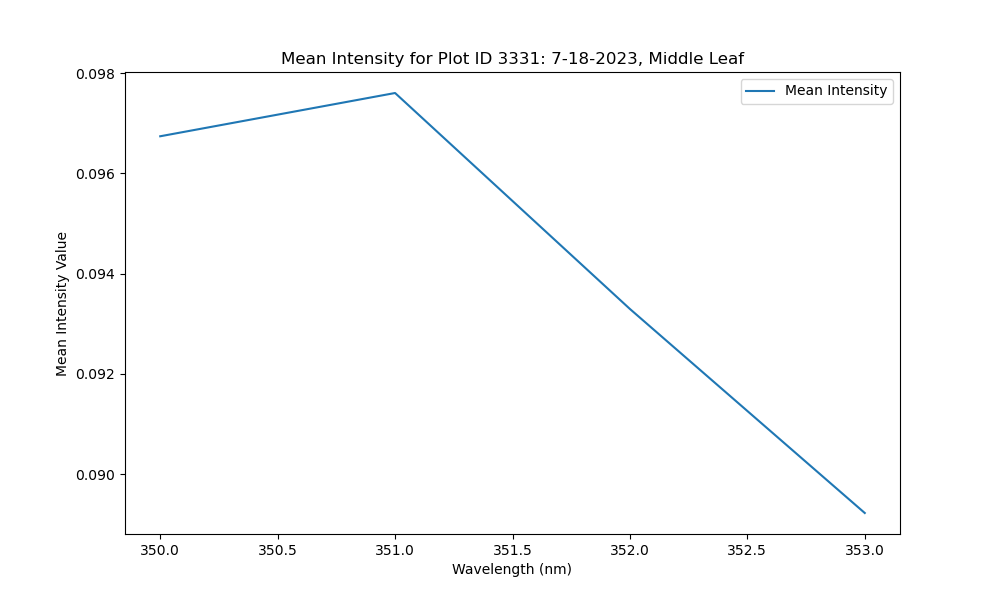 Mean Intensity for Plot ID 3331: 7-18-2023, Middle Leaf
Mean Intensity
0.098
0.096
0.094
0.092
0.090
Mean Intensity Value
350.0 350.5 351.0 351.5 352.0 352.5 353.0
Wavelength (nm)